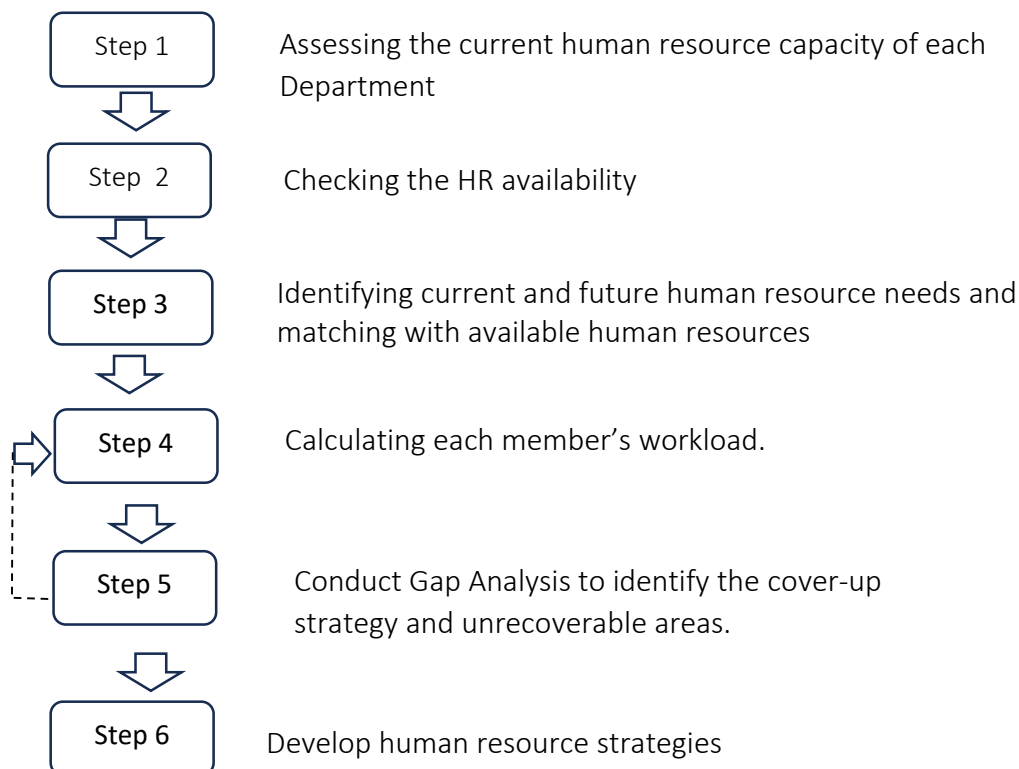 Step 1
Assessing the current human resource capacity of each
Department
Step 2
Checking the HR availability
Step 3
Identifying current and future human resource needs and
matching with available human resources
Step 4
Calculating each member’s workload.
Step 5
Conduct Gap Analysis to identify the cover-up
strategy and unrecoverable areas.
Step 6
Develop human resource strategies